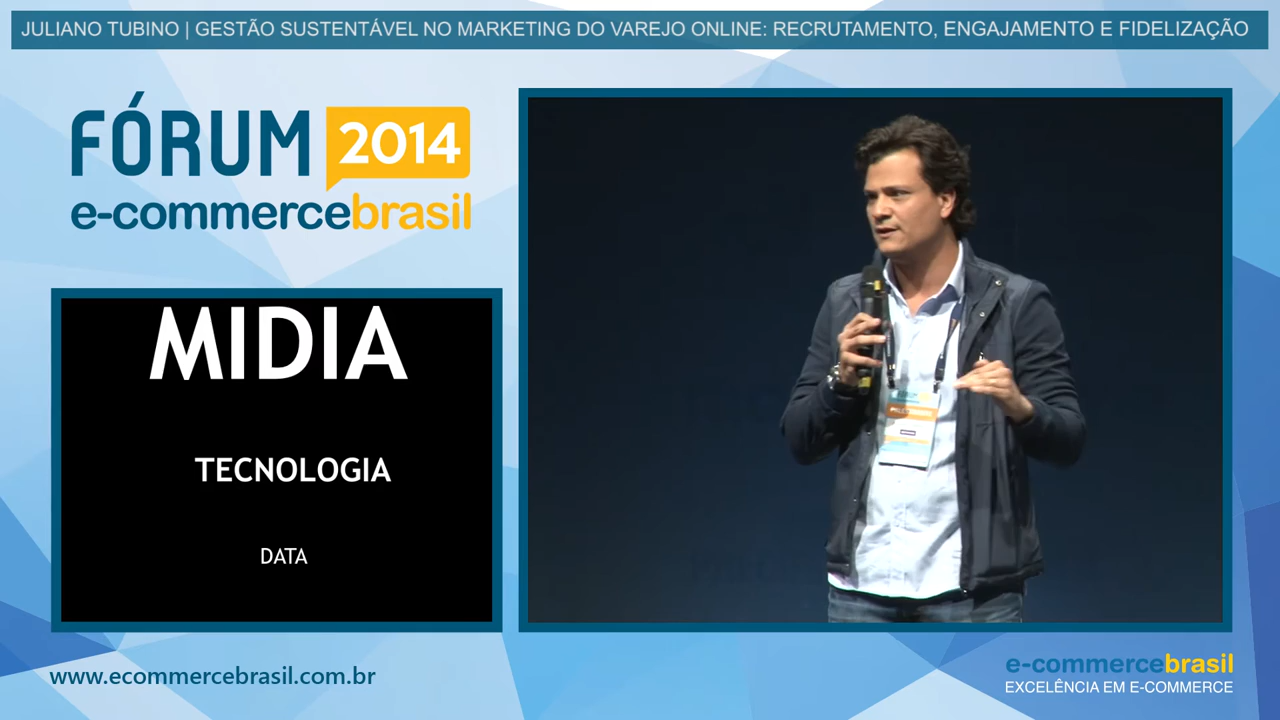 JULIANO TUBINO | GESTÃO SUSTENTÁVEL NO MARKETING DO VAREJO ONLINE: RECRUTAMENTO, ENGAJAMENTO E FIDELIZAÇÃO
FÓRUM 2014
e-commercebrasil
MIDIA
TECNOLOGIA
DATA
www.ecommercebrasil.com.br
e-commercebrasil
EXCELÊNCIA EM E-COMMERCE